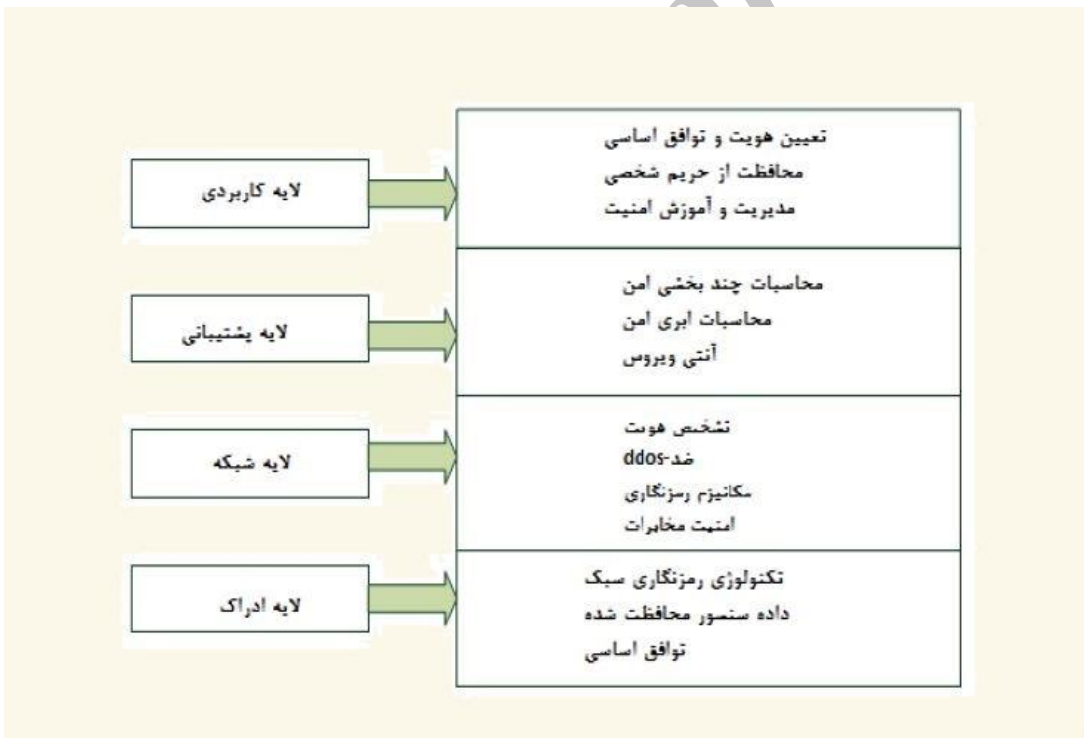 لایه کاربردی
تعیین هویت و توافق اساسی
محافظت از حریم شخصی
مدیریت و آموزش امنیت
لایه پشتیبانی
محاسبات چند بخشی امن
محاسبات ابری امن
آنتی ویروس
لایه شبکه
تشخیص هویت
ضد-ddos
مکانیزم رمزنگاری
امنیت مخابرات
لایه ادراک
تکنولوژی رمزنگاری سبک
داده سنسور محافظت شده
توافق اساسی